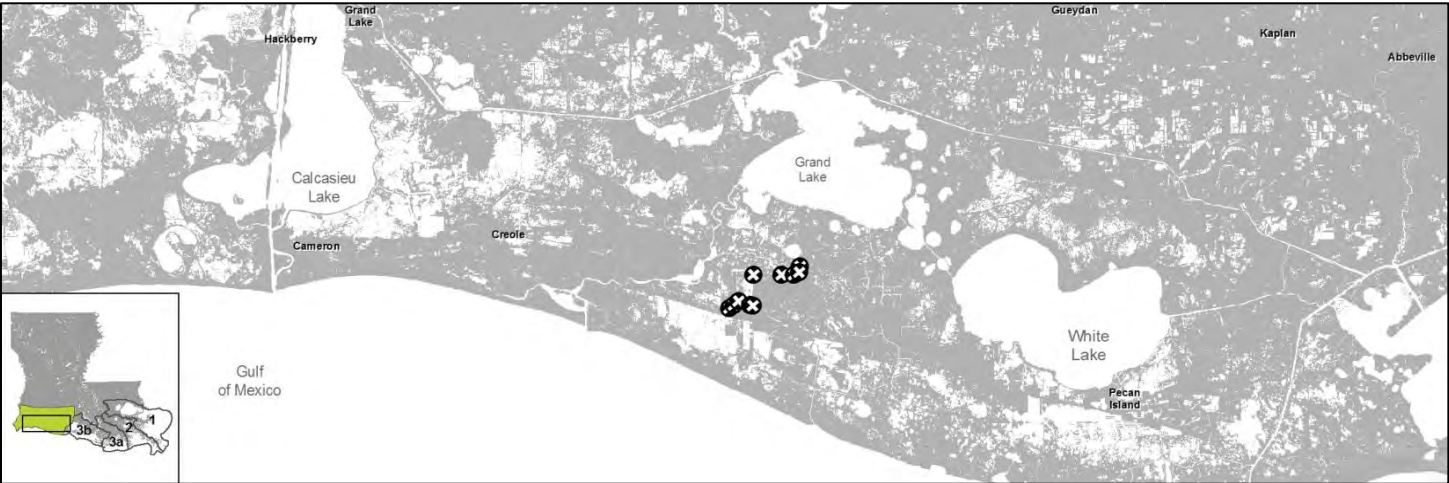 Grand
Lake
Gueydan
Hackberry
Kaplan
Abbeville
Calcasieu
Lake
Grand
Lake
Creole
Cameron
White
Lake
Gulf
of Mexico
Pecan
Island
1
2
3b
3a